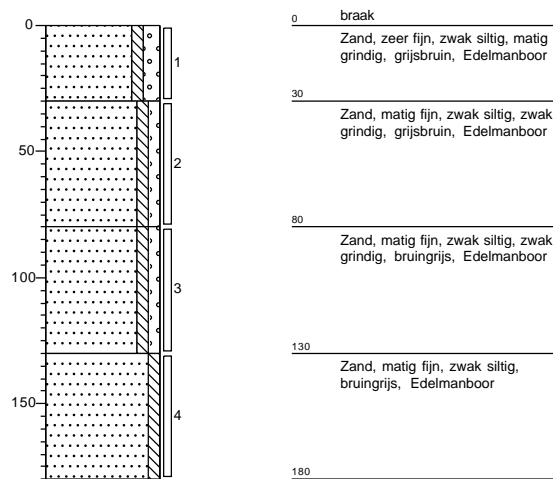 0
50
100
150
1
2
3
4
0 braak
Zand, zeer fijn, zwak siltig, matig
grindig, grijsbruin, Edelmanboor
30
Zand, matig fijn, zwak siltig, zwak
grindig, grijsbruin, Edelmanboor
80
Zand, matig fijn, zwak siltig, zwak
grindig, bruingrijs, Edelmanboor
130
Zand, matig fijn, zwak siltig,
bruingrijs, Edelmanboor
180